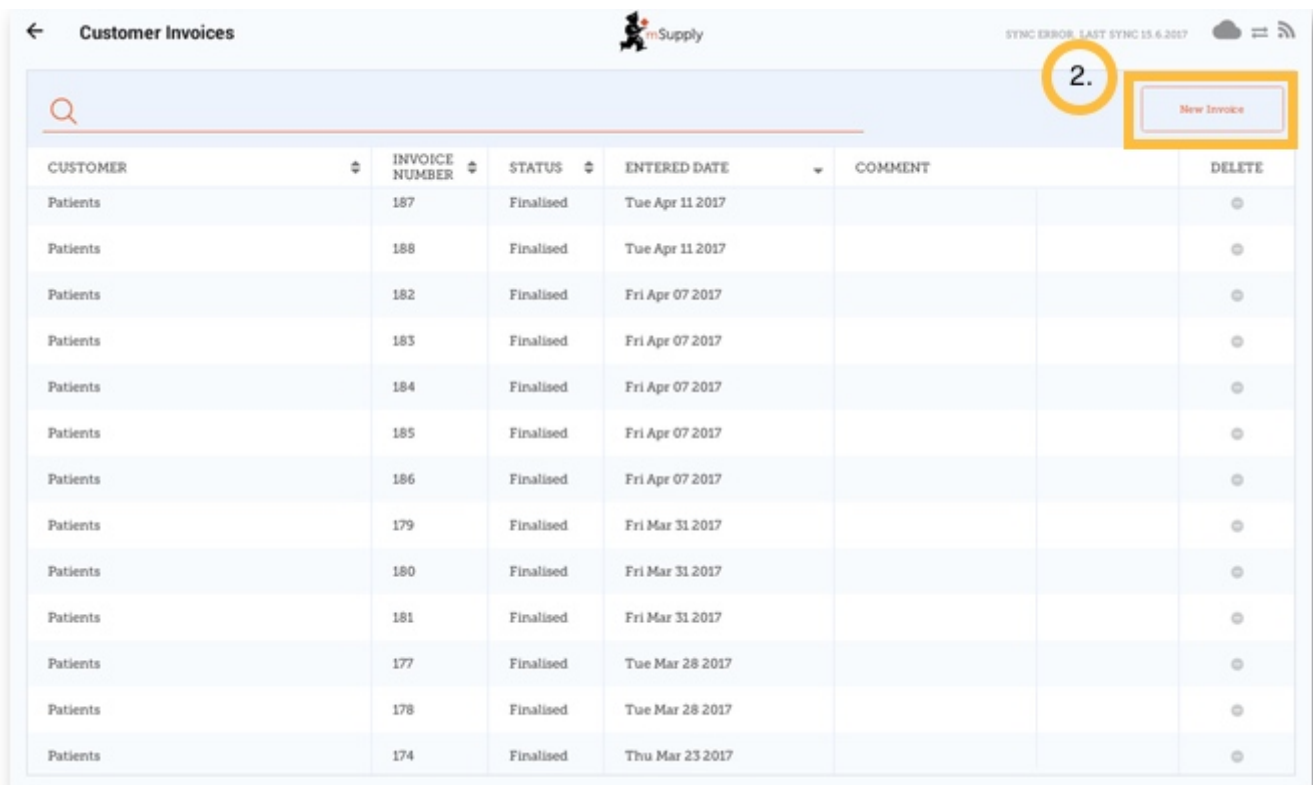 Customer Invoices
mSupply
SYNC ERROR. LAST SYNC 15.6.2017
2.
New Invoice
CUSTOMER INVOICE NUMBER STATUS ENTERED DATE COMMENT DELETE
Patients 187 Finalised Tue Apr 11 2017
Patients 188 Finalised Tue Apr 11 2017
Patients 182 Finalised Fri Apr 07 2017
Patients 183 Finalised Fri Apr 07 2017
Patients 184 Finalised Fri Apr 07 2017
Patients 185 Finalised Fri Apr 07 2017
Patients 186 Finalised Fri Apr 07 2017
Patients 179 Finalised Fri Mar 31 2017
Patients 180 Finalised Fri Mar 31 2017
Patients 181 Finalised Fri Mar 31 2017
Patients 177 Finalised Tue Mar 28 2017
Patients 178 Finalised Tue Mar 28 2017
Patients 174 Finalised Thu Mar 23 2017